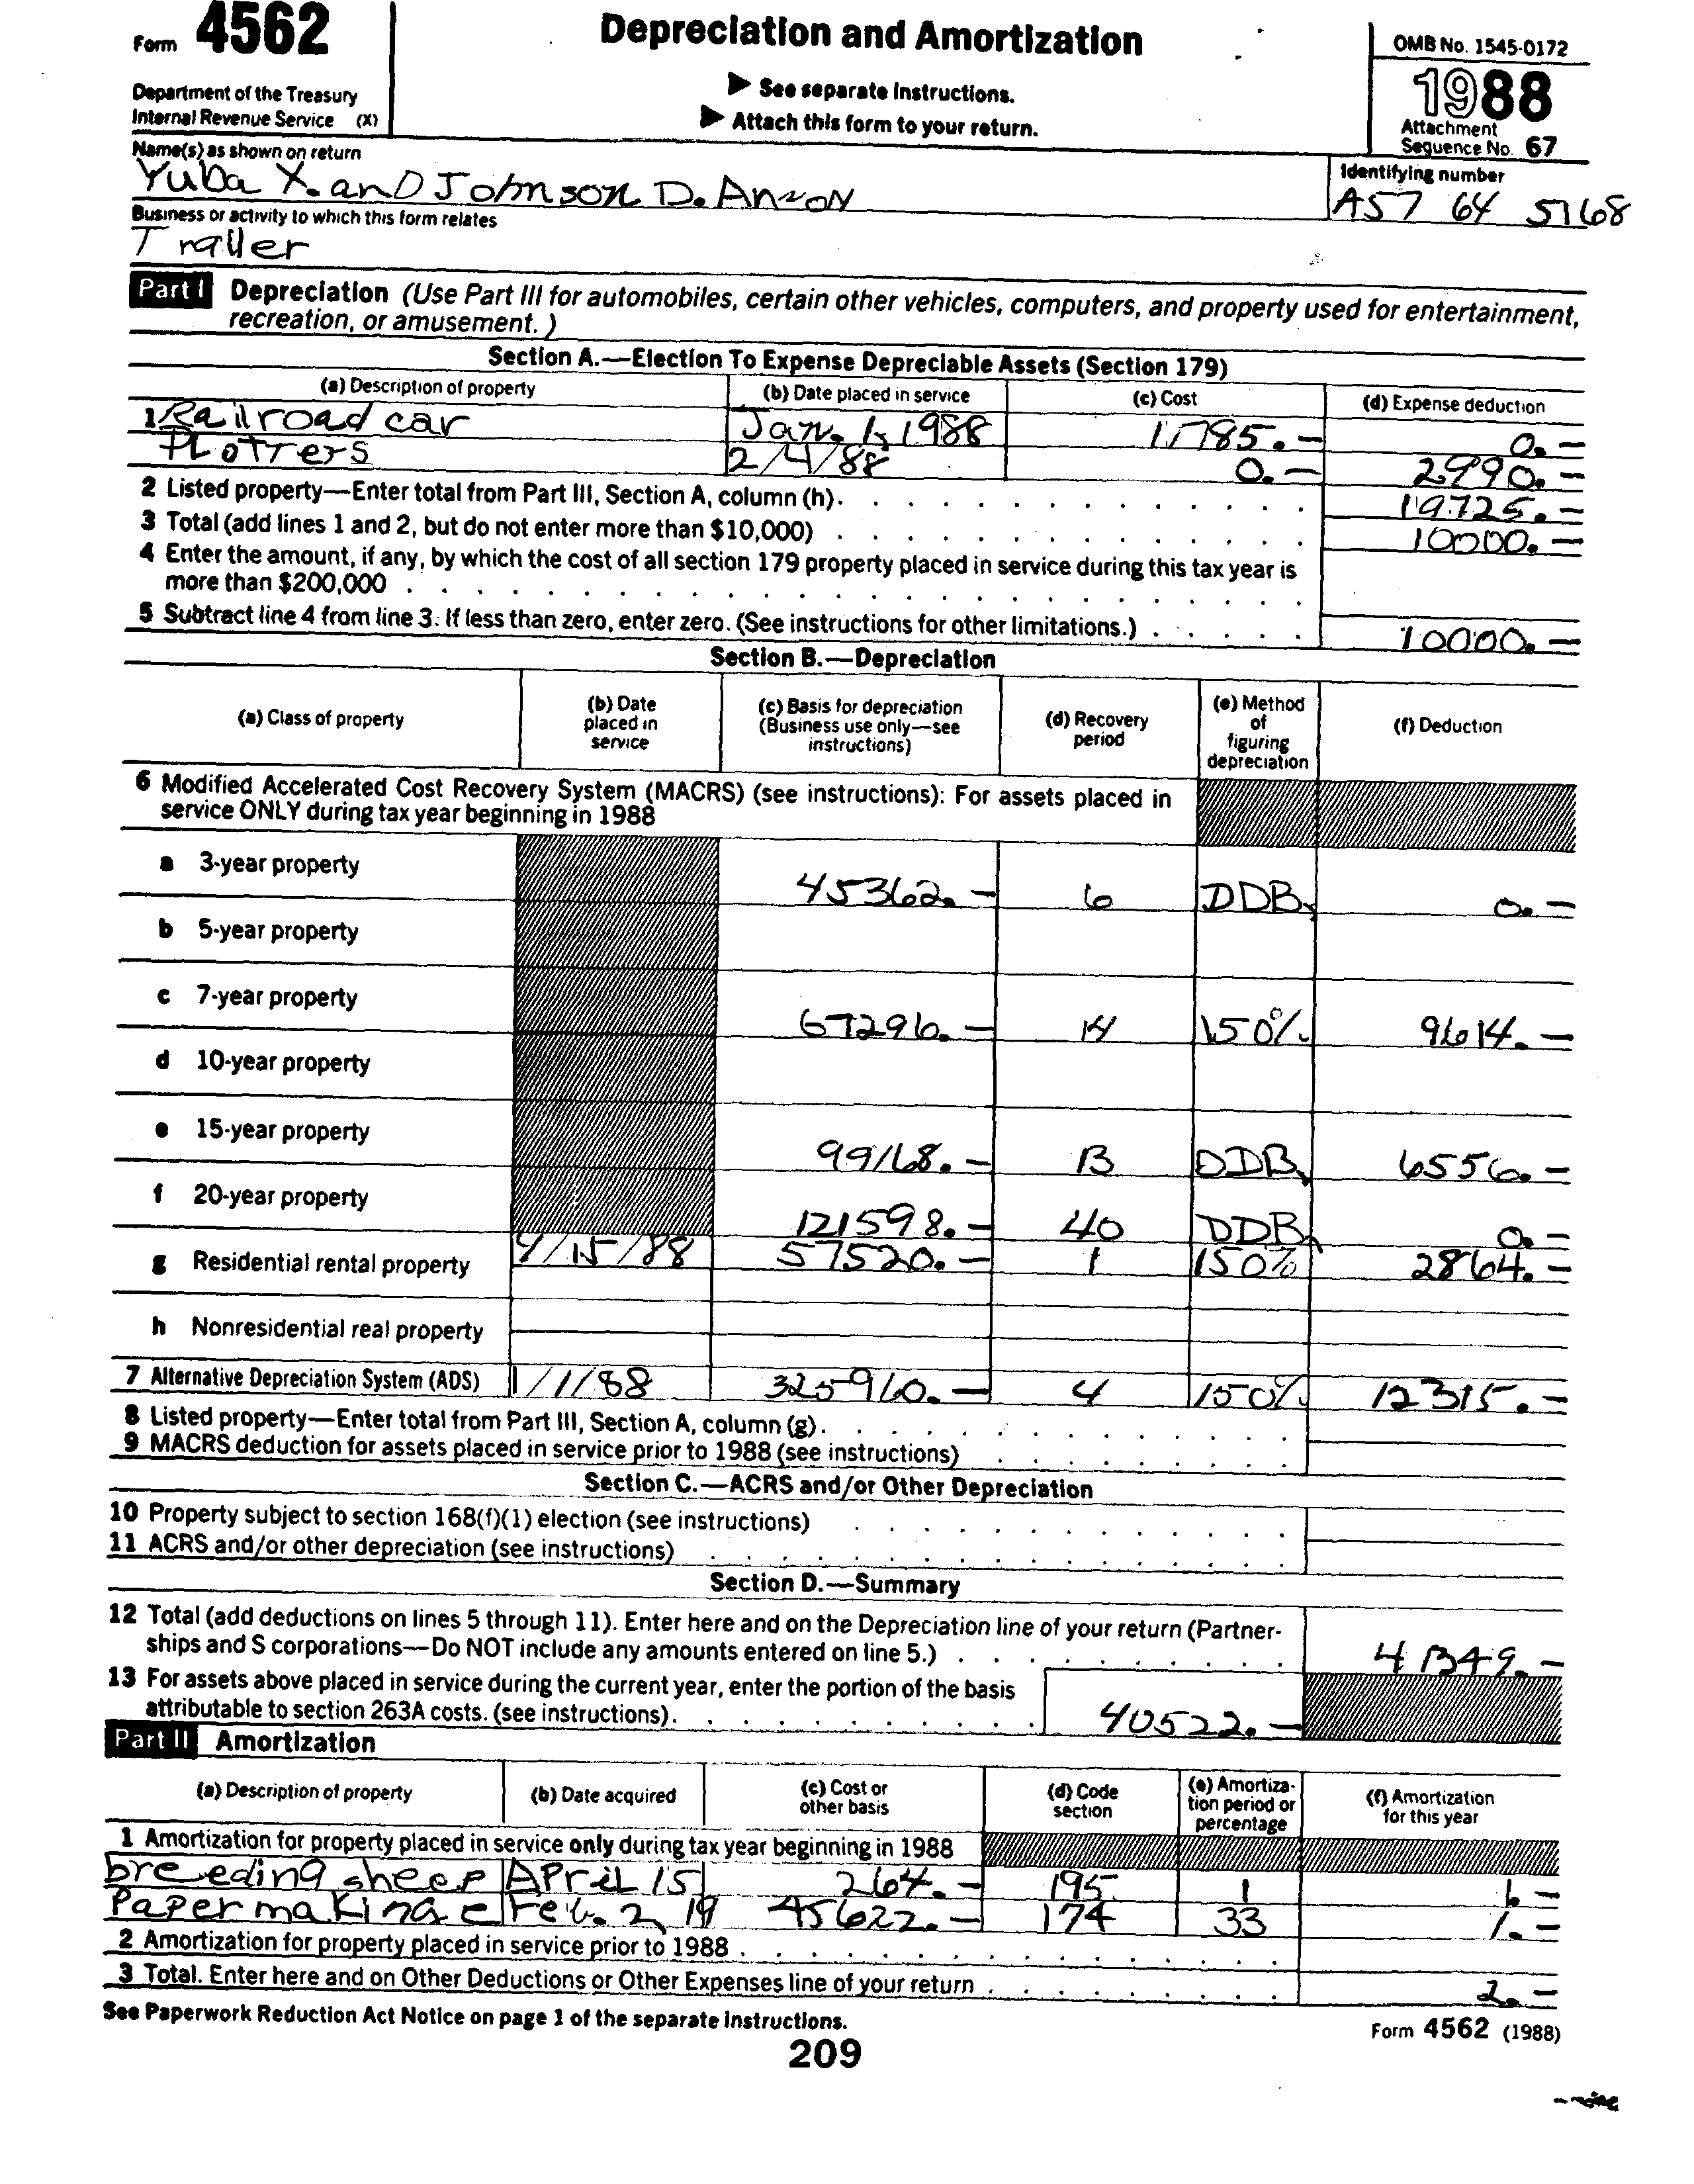 Form 4562
Depreciation and Amortization
OMB No. 1545-0172
Department of the Treasury
Internal Revenue Service (X)
▶ See separate instructions.
▶ Attach this form to your return.
1988
Attachment
Sequence No. 67
Name(s) as shown on return
Yuba X. anD Johnson D. Anzon
Identifying number
A57 64 5768
Business or activity to which this form relates
Traller
Part I Depreciation (Use Part III for automobiles, certain other vehicles, computers, and property used for entertainment,
recreation, or amusement.)
Section A.—Election To Expense Depreciable Assets (Section 179)
(a) Description of property (b) Date placed in service (c) Cost (d) Expense deduction
1 Railroad car Jan. 1, 1988 11785.- 0.-
PLotters 2/4/88 0.- 2990.-
2 Listed property—Enter total from Part III, Section A, column (h). 19725.-
3 Total (add lines 1 and 2, but do not enter more than $10,000) 10000.-
4 Enter the amount, if any, by which the cost of all section 179 property placed in service during this tax year is
more than $200,000
5 Subtract line 4 from line 3. If less than zero, enter zero. (See instructions for other limitations.) 10000.-
Section B.—Depreciation
(a) Class of property (b) Date placed in service (c) Basis for depreciation (Business use only—see instructions) (d) Recovery period (e) Method of figuring depreciation (f) Deduction
6 Modified Accelerated Cost Recovery System (MACRS) (see instructions): For assets placed in
service ONLY during tax year beginning in 1988
a 3-year property 45362.- 6 DDB 0.-
b 5-year property
c 7-year property 67296.- 14 150% 9614.-
d 10-year property
e 15-year property 99168.- 13 DDB 6556.-
f 20-year property 121598.- 40 DDB 0.-
g Residential rental property 4/15/88 57520.- 1 150% 2864.-
h Nonresidential real property
7 Alternative Depreciation System (ADS) 1/1/88 325960.- 4 150% 12315.-
8 Listed property—Enter total from Part III, Section A, column (g).
9 MACRS deduction for assets placed in service prior to 1988 (see instructions)
Section C.—ACRS and/or Other Depreciation
10 Property subject to section 168(f)(1) election (see instructions)
11 ACRS and/or other depreciation (see instructions)
Section D.—Summary
12 Total (add deductions on lines 5 through 11). Enter here and on the Depreciation line of your return (Partner-
ships and S corporations—Do NOT include any amounts entered on line 5.) 41349.-
13 For assets above placed in service during the current year, enter the portion of the basis
attributable to section 263A costs. (see instructions). 40522.-
Part II Amortization
(a) Description of property (b) Date acquired (c) Cost or other basis (d) Code section (e) Amortiza-tion period or percentage (f) Amortization for this year
1 Amortization for property placed in service only during tax year beginning in 1988
breeding sheep APriL 15 264.- 195 1 1.-
Paper making e Feb. 2, 19 45622.- 174 33 1.-
2 Amortization for property placed in service prior to 1988
3 Total. Enter here and on Other Deductions or Other Expenses line of your return 2.-
See Paperwork Reduction Act Notice on page 1 of the separate instructions.
Form 4562 (1988)
209